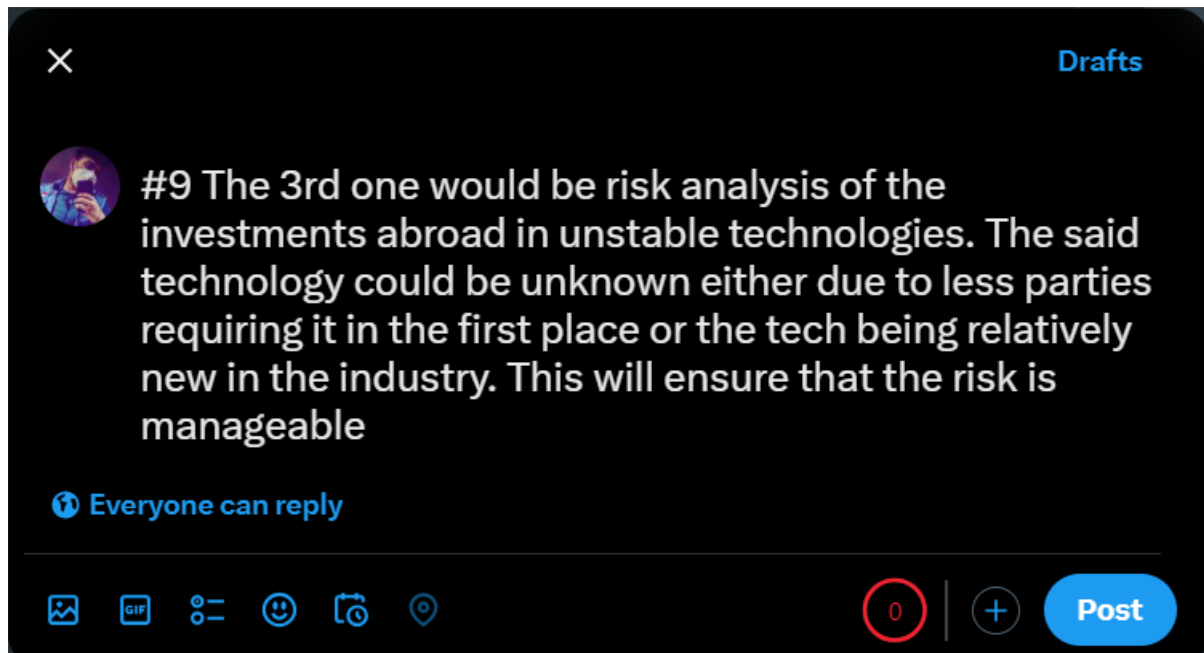 Drafts
#9 The 3rd one would be risk analysis of the
investments abroad in unstable technologies. The said
technology could be unknown either due to less parties
requiring it in the first place or the tech being relatively
new in the industry. This will ensure that the risk is
manageable
Everyone can reply
GIF
0
Post